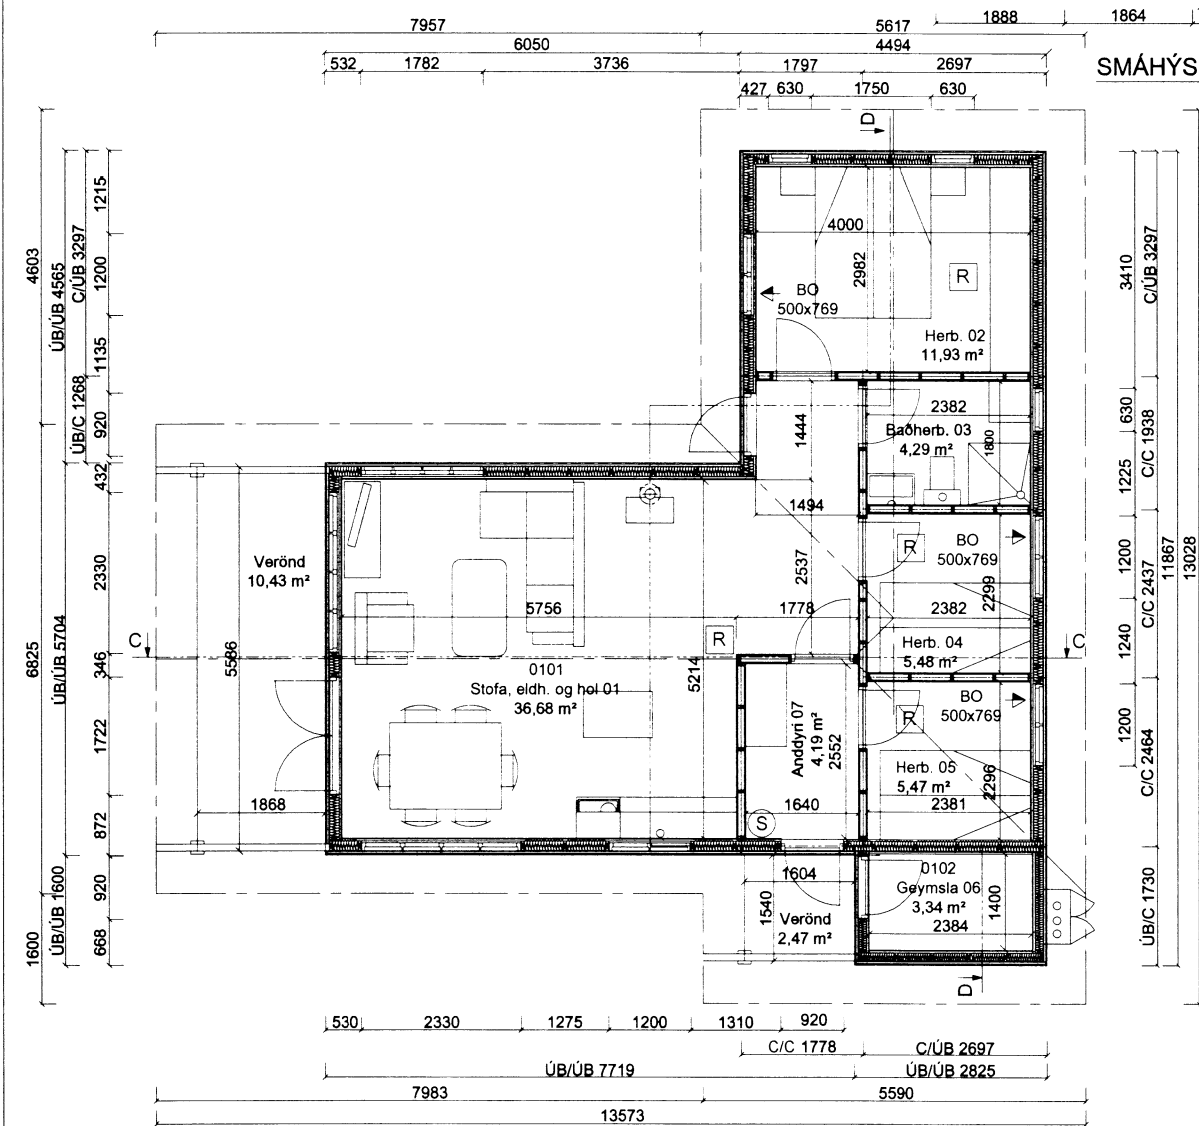 1888 1864
7957 5617
6050 4494
532 1782 3736 1797 2697
SMÁHÝS
427 630 1750 630
D
4603
ÚB/ÚB 4565
C/ÚB 3297
1215
1200
1135
ÚB/C 1268
920
432
6825
ÚB/ÚB 5704
2330
346
1722
872
1600
ÚB/ÚB 1600
920
668
4000
2982
R
BO
500x769
Herb. 02
11,93 m²
3410
C/ÚB 3297
1444
2382
Baðherb. 03
4,29 m²
1800
630
C/C 1938
1225
1494
2537
Verönd
10,43 m²
R
BO
500x769
2299
2382
Herb. 04
5,48 m²
1200
C/C 2437
1240
11867
13028
5756
1778
R
C
C
5586
0101
Stofa, eldh. og hol 01
36,68 m²
5214
Anddyri 07
4,19 m²
2552
1640
S
BO
500x769
R
Herb. 05
5,47 m²
2296
2381
1200
C/C 2464
1868
1604
1540
Verönd
2,47 m²
0102
Geymsla 06
3,34 m²
1400
2384
ÚB/C 1730
D
530 2330 1275 1200 1310 920
C/C 1778 C/ÚB 2697
ÚB/ÚB 7719 ÚB/ÚB 2825
7983 5590
13573